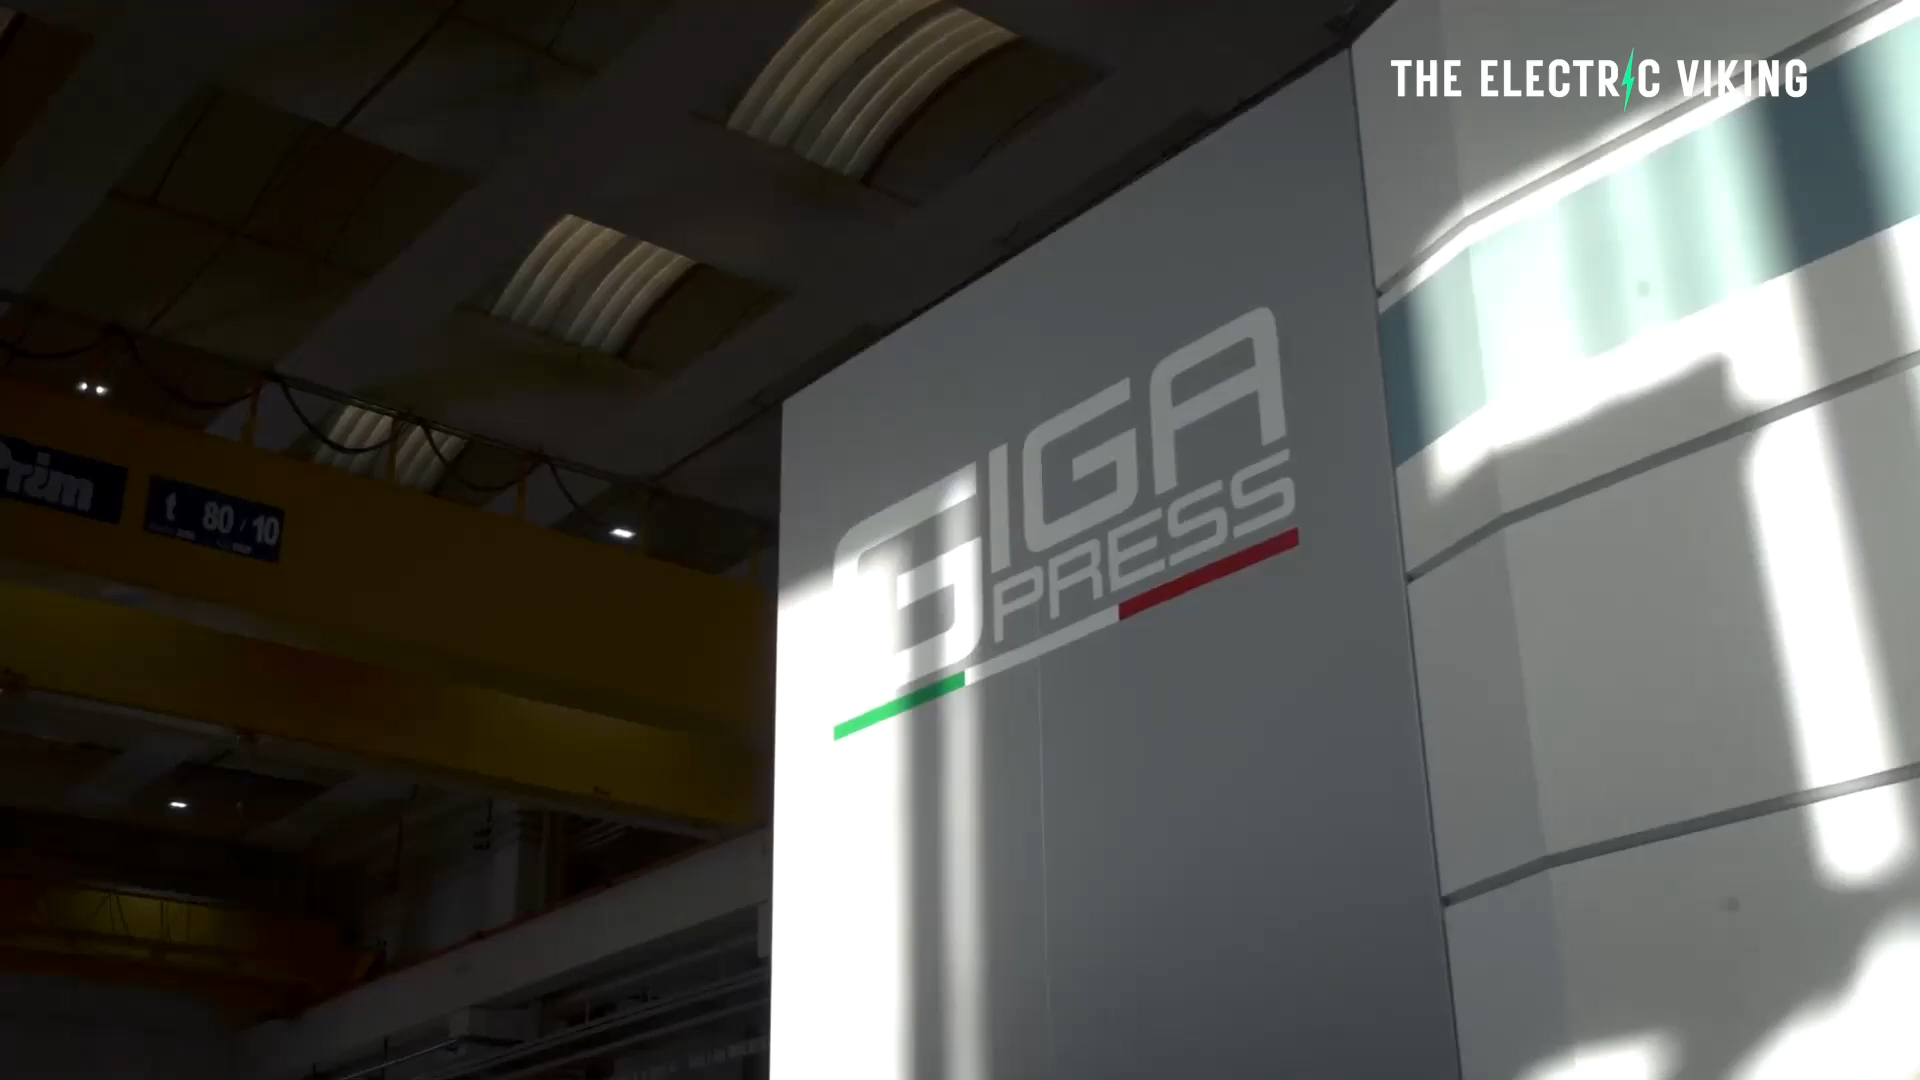 THE ELECTRIC VIKING
GIGA
PRESS
Prim
t 80/10